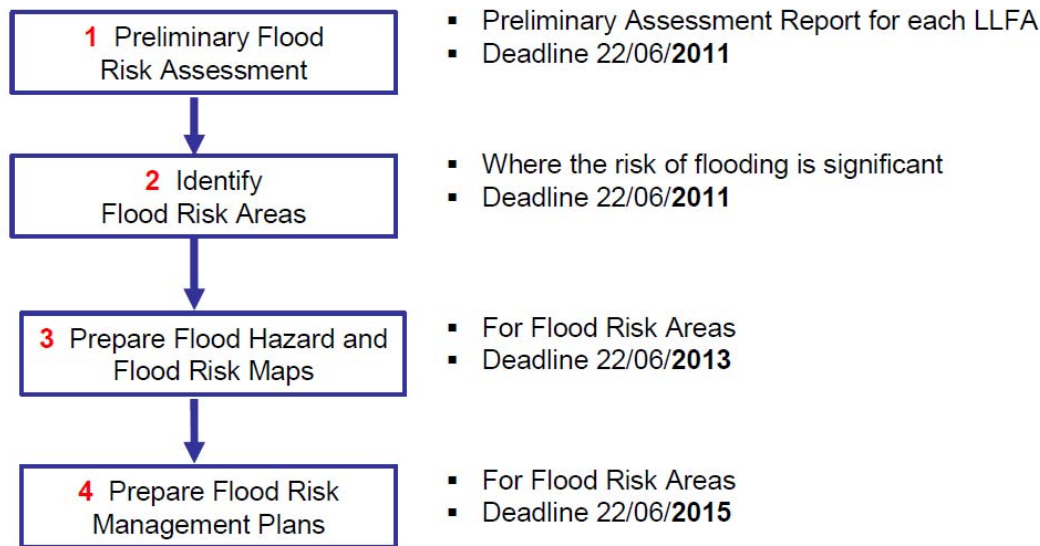 1 Preliminary Flood
Risk Assessment
▪ Preliminary Assessment Report for each LLFA
▪ Deadline 22/06/2011
2 Identify
Flood Risk Areas
▪ Where the risk of flooding is significant
▪ Deadline 22/06/2011
3 Prepare Flood Hazard and
Flood Risk Maps
▪ For Flood Risk Areas
▪ Deadline 22/06/2013
4 Prepare Flood Risk
Management Plans
▪ For Flood Risk Areas
▪ Deadline 22/06/2015